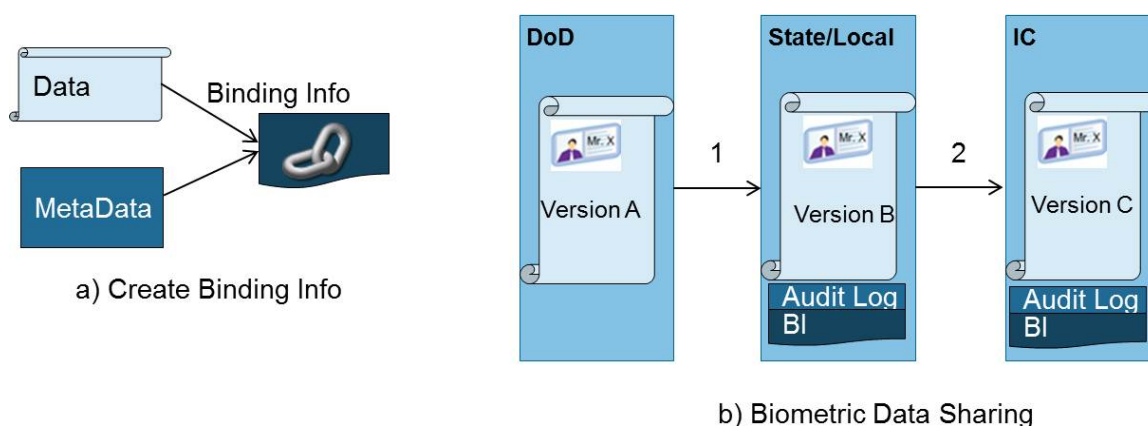 Data
Binding Info
MetaData
a) Create Binding Info
DoD
State/Local
IC
Mr. X
Mr. X
Mr. X
1
2
Version A
Version B
Version C
Audit Log
BI
Audit Log
BI
b) Biometric Data Sharing